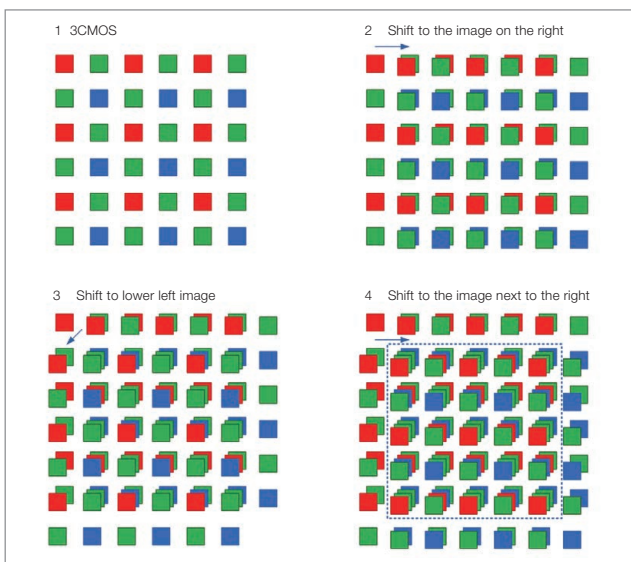 1 3CMOS
2 Shift to the image on the right
3 Shift to lower left image
4 Shift to the image next to the right